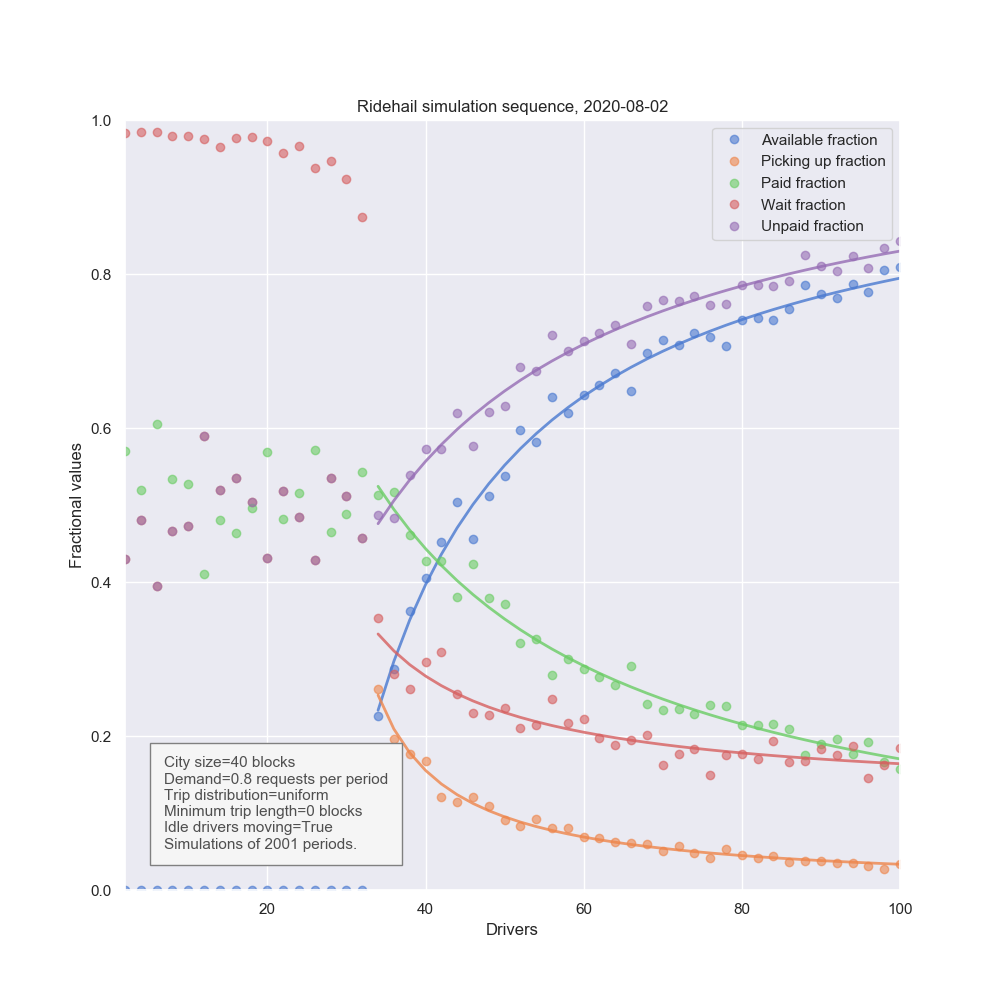 Ridehail simulation sequence, 2020-08-02
1.0
0.8
0.6
0.4
0.2
0.0
Fractional values
Available fraction
Picking up fraction
Paid fraction
Wait fraction
Unpaid fraction
City size=40 blocks
Demand=0.8 requests per period
Trip distribution=uniform
Minimum trip length=0 blocks
Idle drivers moving=True
Simulations of 2001 periods.
20 40 60 80 100
Drivers